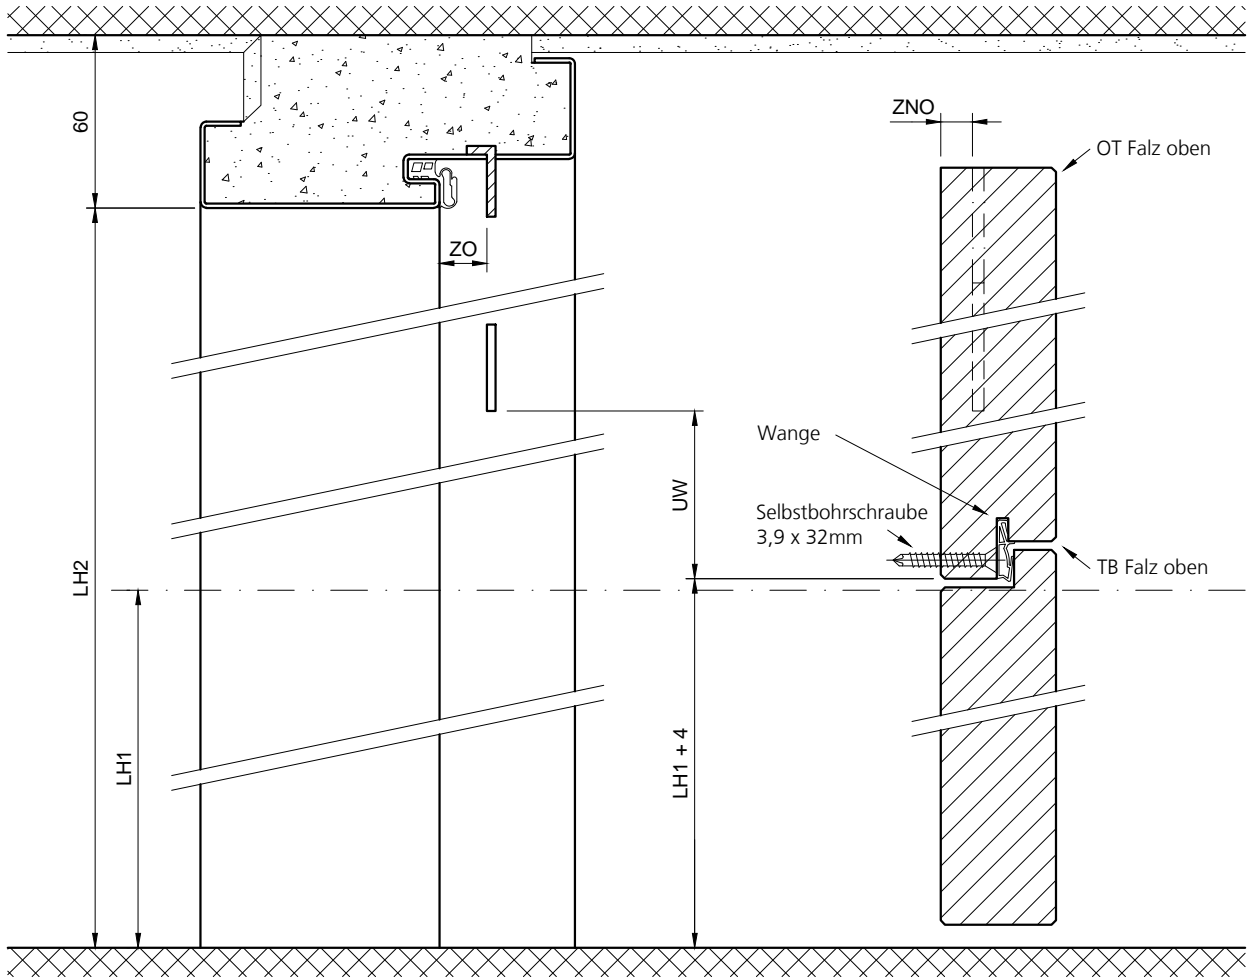 60
ZNO
OT Falz oben
ZO
Wange
UW
Selbstbohrschraube
3,9 x 32mm
TB Falz oben
LH2
LH1
LH1 + 4